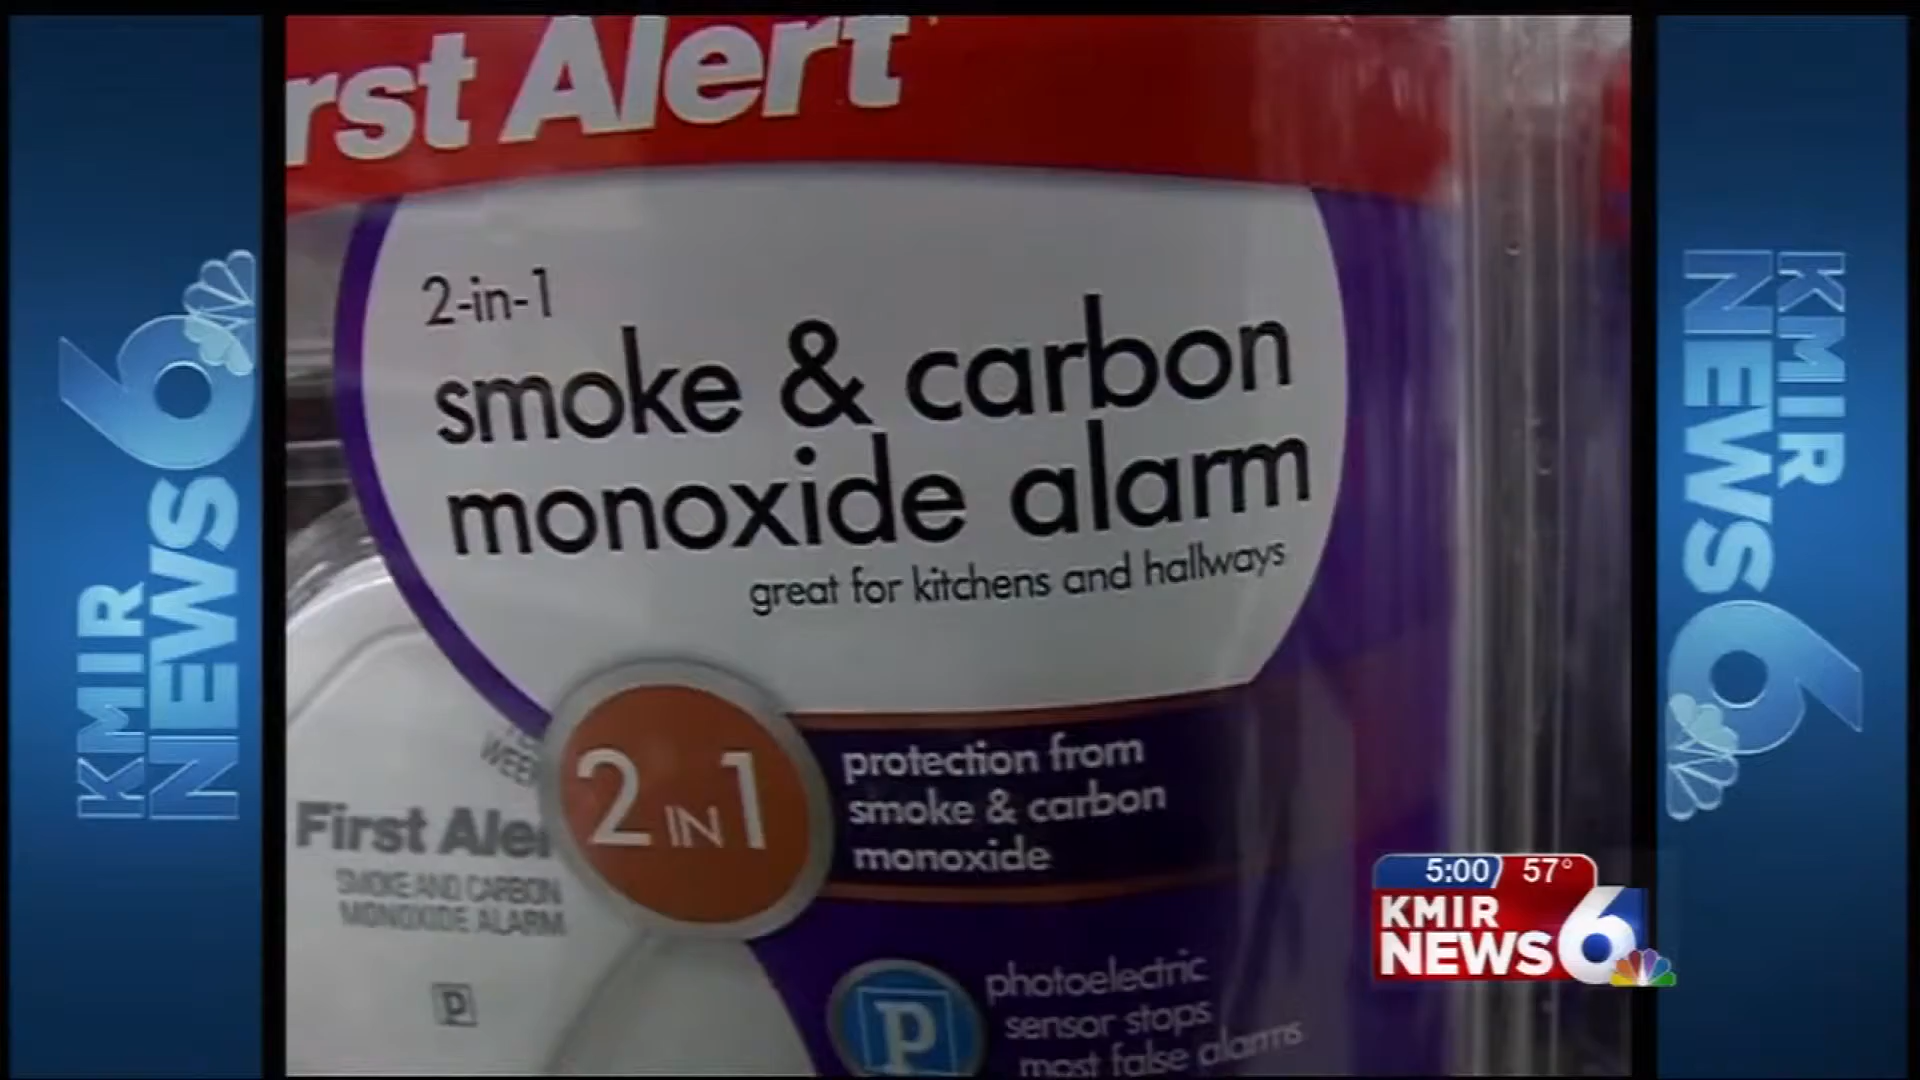 rst Alert
2-in-1
smoke & carbon
monoxide alarm
great for kitchens and hallways
WEE
2 IN 1
protection from
smoke & carbon
monoxide
First Aler
SMOKE AND CARBON
MONOXIDE ALARM
P
P
photoelectric
sensor stops
most false alarms
KMIR
NEWS 6
KMIR
NEWS 6
5:00 57°
KMIR
NEWS 6